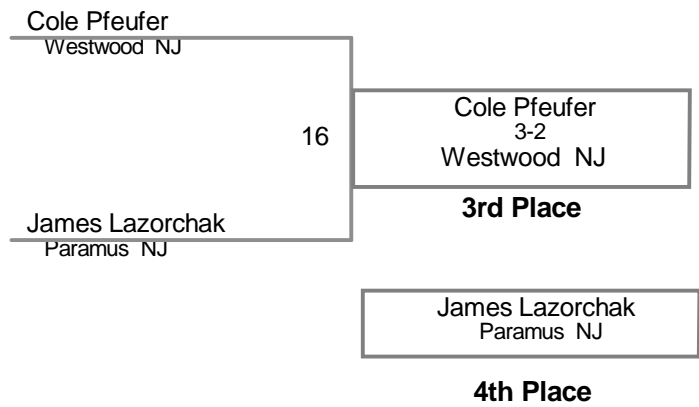 Cole Pfeufer
Westwood NJ
16
Cole Pfeufer
3-2
Westwood NJ
3rd Place
James Lazorchak
Paramus NJ
James Lazorchak
Paramus NJ
4th Place